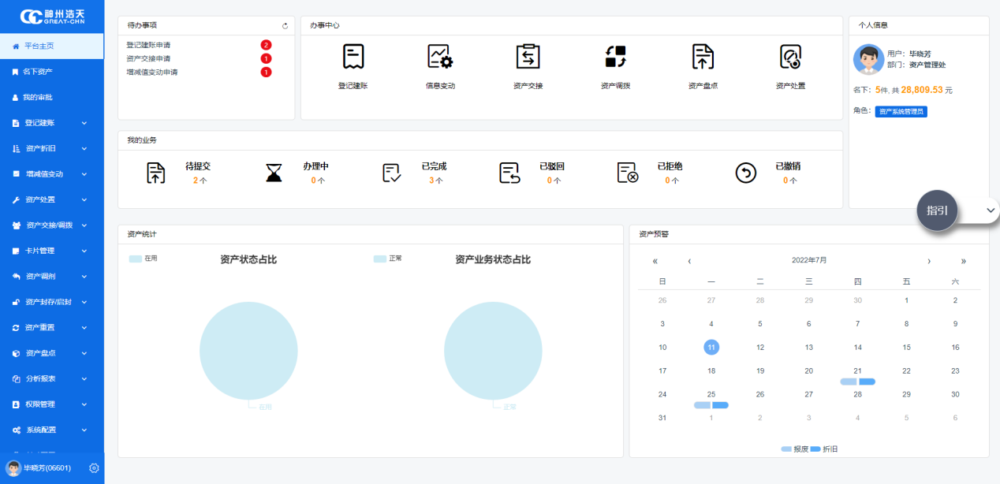 神州浩天
GREAT-CHN
平台主页
名下资产
我的审批
登记建账
资产折旧
增减值变动
资产处置
资产交接/调拨
卡片管理
资产调剂
资产封存/启封
资产重置
资产盘点
分析报表
权限管理
系统配置
毕晓芳(06601)
待办事项
登记建账申请 2
资产交接申请 1
增减值变动申请 1
办事中心
登记建账 信息变动 资产交接 资产调拨 资产盘点 资产处置
个人信息
用户: 毕晓芳
部门: 资产管理处
名下: 5件, 共 28,809.53 元
角色: 资产系统管理员
我的业务
待提交 办理中 已完成 已驳回 已拒绝 已撤销
2 个 0 个 3 个 0 个 0 个 0 个
指引
资产统计
在用 资产状态占比 正常 资产业务状态占比
在用 正常
资产预警
« ‹ 2022年7月 › »
日 一 二 三 四 五 六
26 27 28 29 30 1 2
3 4 5 6 7 8 9
10 11 12 13 14 15 16
17 18 19 20 21 22 23
24 25 26 27 28 29 30
31 1 2 3 4 5 6
报废 折旧